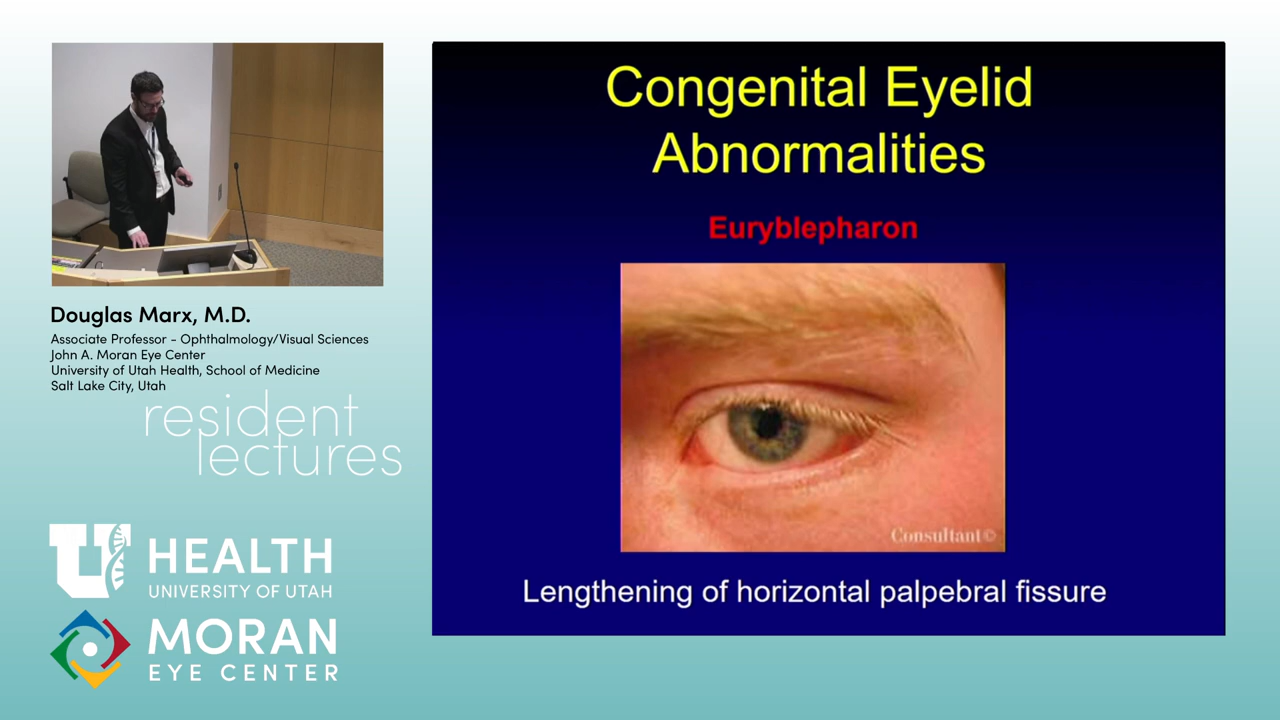 Congenital Eyelid
Abnormalities
Euryblepharon
Consultant©
Lengthening of horizontal palpebral fissure
Douglas Marx, M.D.
Associate Professor - Ophthalmology/Visual Sciences
John A. Moran Eye Center
University of Utah Health, School of Medicine
Salt Lake City, Utah
resident
lectures
U
HEALTH
UNIVERSITY OF UTAH
MORAN
EYE CENTER